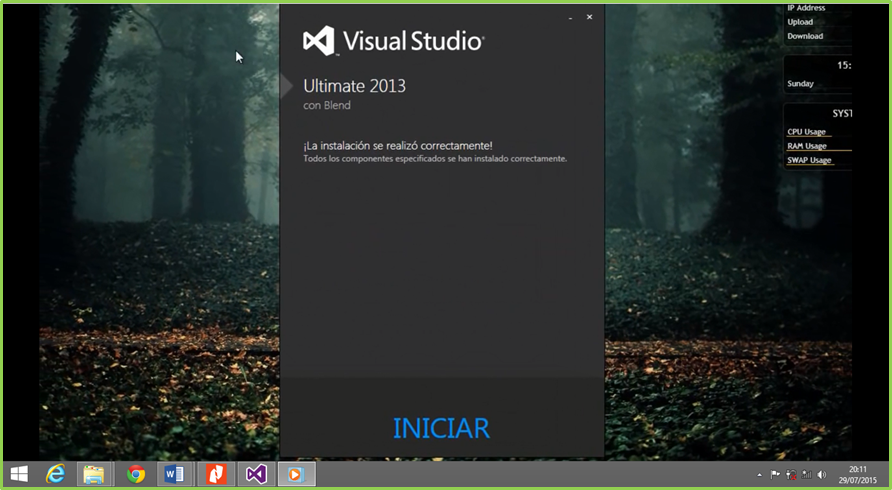 IP Address
Upload
Download
Visual Studio
15:
Ultimate 2013
Sunday
con Blend
SYST
CPU Usage
¡La instalación se realizó correctamente!
RAM Usage
Todos los componentes especificados se han instalado correctamente.
SWAP Usage
INICIAR
20:11
29/07/2015